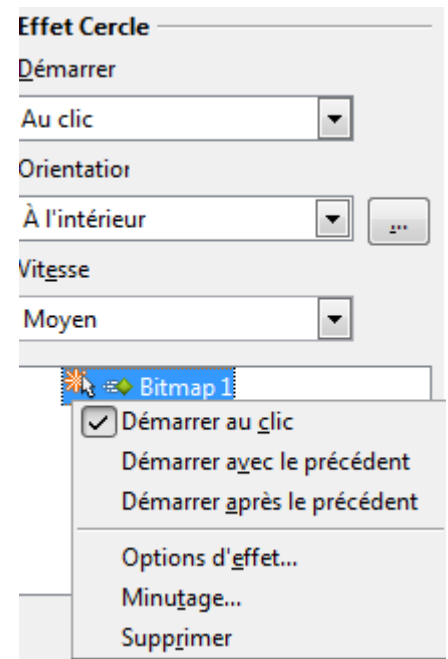 Effet Cercle
Démarrer
Au clic
Orientation
À l'intérieur
...
Vitesse
Moyen
Bitmap 1
Démarrer au clic
Démarrer avec le précédent
Démarrer après le précédent
Options d'effet...
Minutage...
Supprimer